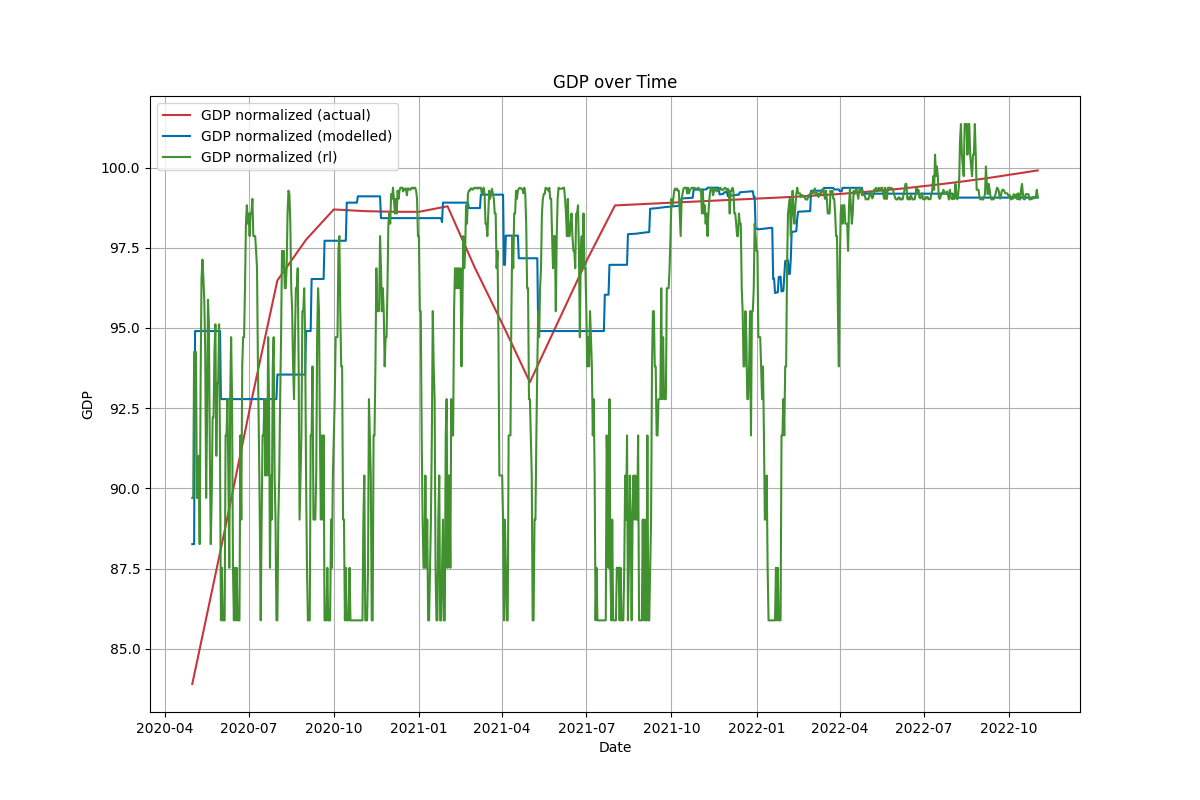 GDP over Time
GDP normalized (actual)
GDP normalized (modelled)
GDP normalized (rl)
100.0
97.5
95.0
92.5
90.0
87.5
85.0
GDP
2020-04 2020-07 2020-10 2021-01 2021-04 2021-07 2021-10 2022-01 2022-04 2022-07 2022-10
Date